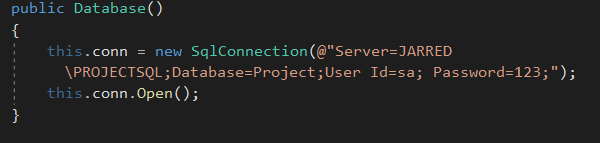 public Database()
{
this.conn = new SqlConnection(@"Server=JARRED
\PROJECTSQL;Database=Project;User Id=sa; Password=123;");
this.conn.Open();
}